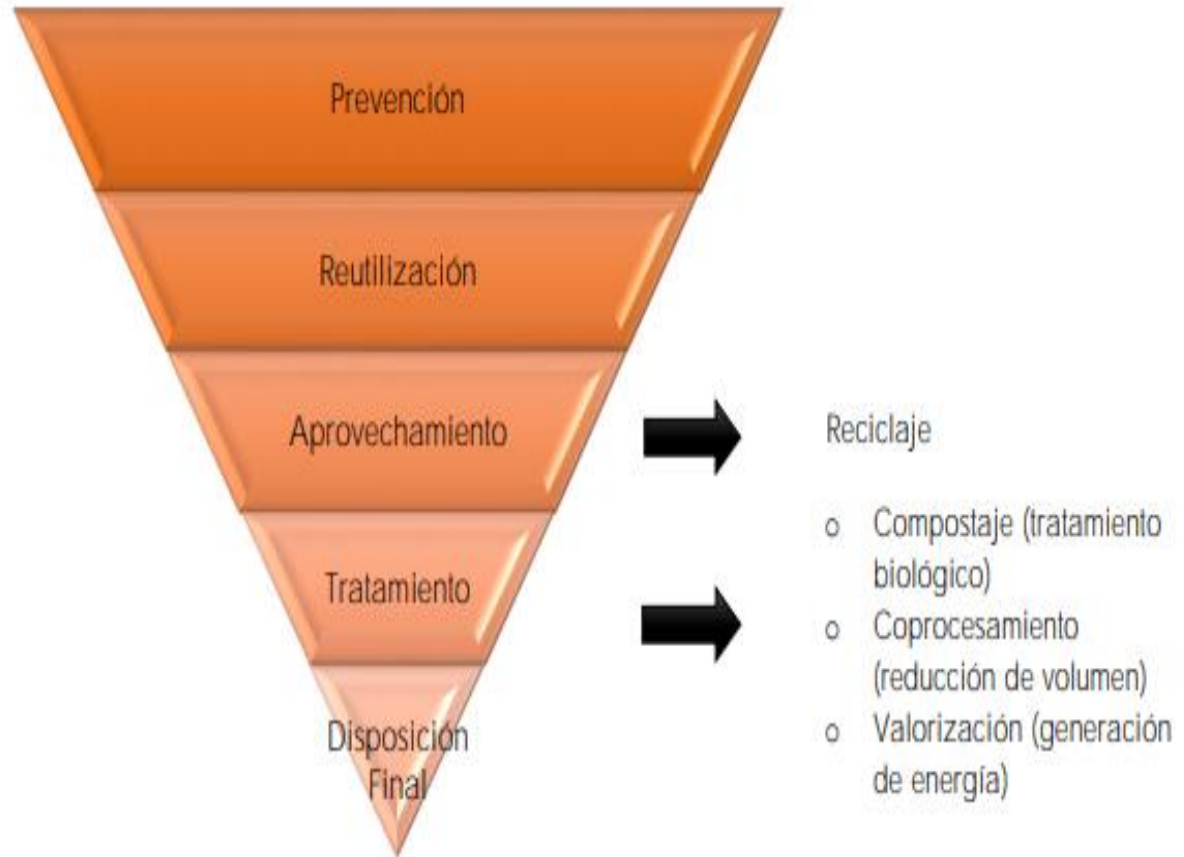 Prevención
Reutilización
Aprovechamiento
Reciclaje
Tratamiento
o Compostaje (tratamiento
biológico)
o Coprocesamiento
(reducción de volumen)
o Valorización (generación
de energía)
Disposición
Final